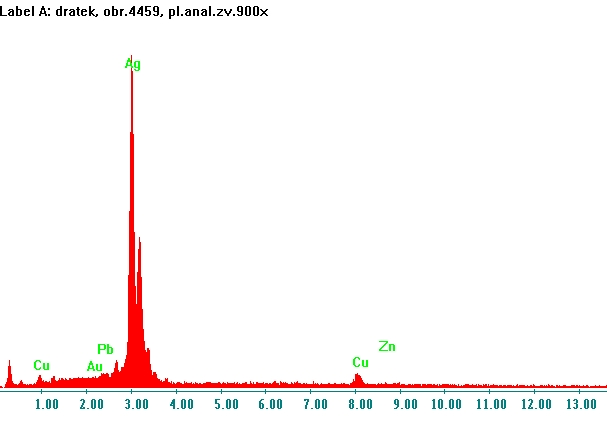 Label A: dratek, obr.4459, pl.anal.zv.900x
Ag
Zn
Pb
Cu
Au
Cu
1.00 2.00 3.00 4.00 5.00 6.00 7.00 8.00 9.00 10.00 11.00 12.00 13.00